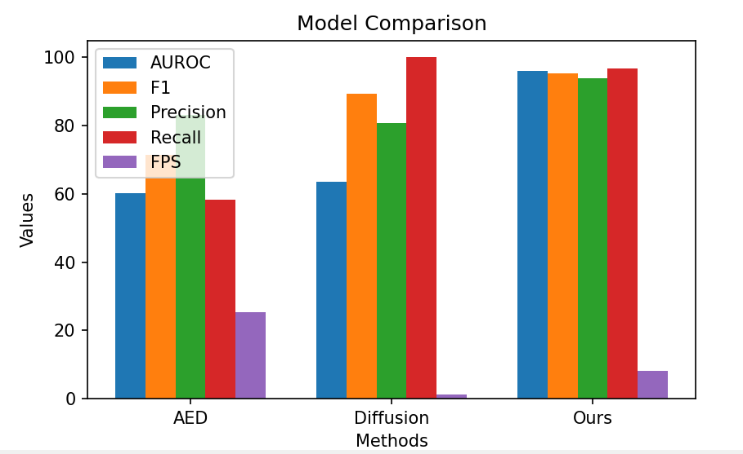 Model Comparison
100
80
60
40
20
0
Values
AUROC
F1
Precision
Recall
FPS
AED
Diffusion
Ours
Methods